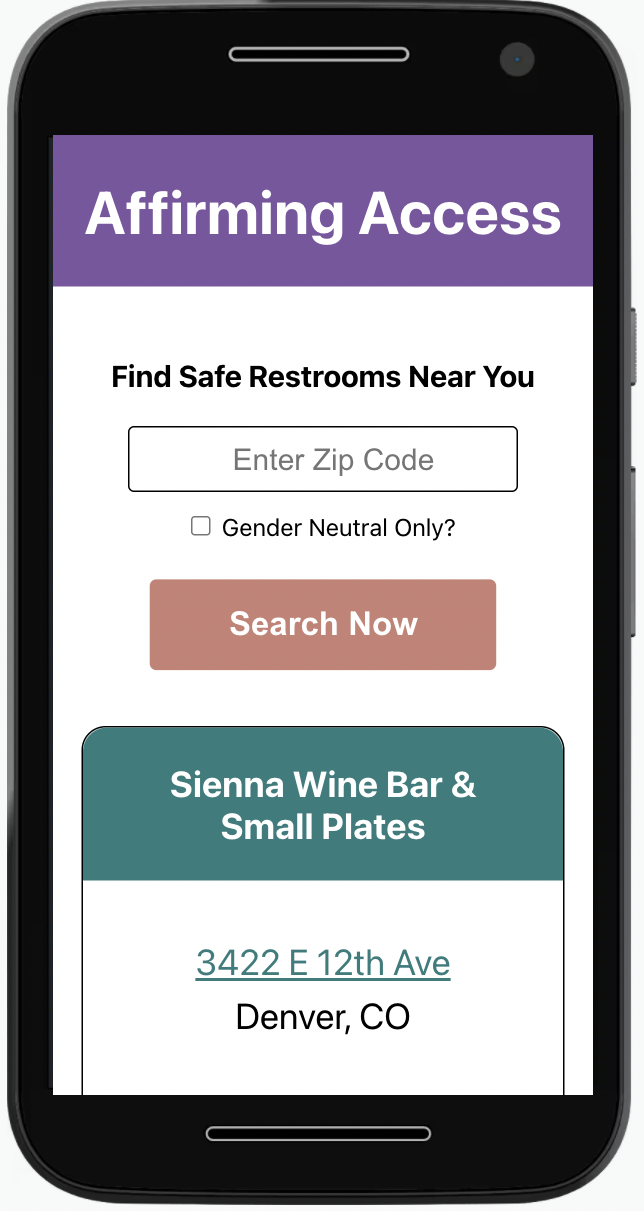 Affirming Access
Find Safe Restrooms Near You
Enter Zip Code
Gender Neutral Only?
Search Now
Sienna Wine Bar &
Small Plates
3422 E 12th Ave
Denver, CO